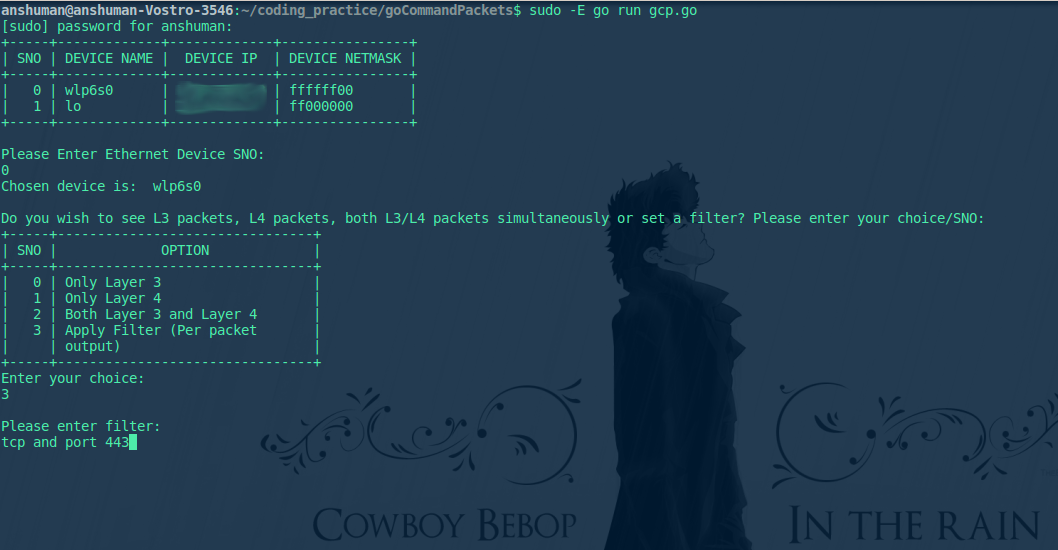 anshuman@anshuman-Vostro-3546:~/coding_practice/goCommandPackets$ sudo -E go run gcp.go
[sudo] password for anshuman:
+-----+-------------+-------------+----------------+
| SNO | DEVICE NAME |  DEVICE IP  | DEVICE NETMASK |
+-----+-------------+-------------+----------------+
|   0 | wlp6s0      |             | ffffff00       |
|   1 | lo          |             | ff000000       |
+-----+-------------+-------------+----------------+
Please Enter Ethernet Device SNO:
0
Chosen device is:  wlp6s0
Do you wish to see L3 packets, L4 packets, both L3/L4 packets simultaneously or set a filter? Please enter your choice/SNO:
+-----+--------------------------------+
| SNO |             OPTION             |
+-----+--------------------------------+
|   0 | Only Layer 3                   |
|   1 | Only Layer 4                   |
|   2 | Both Layer 3 and Layer 4       |
|   3 | Apply Filter (Per packet       |
|     | output)                        |
+-----+--------------------------------+
Enter your choice:
3
Please enter filter:
tcp and port 443
COWBOY BEBOP
IN THE RAIN